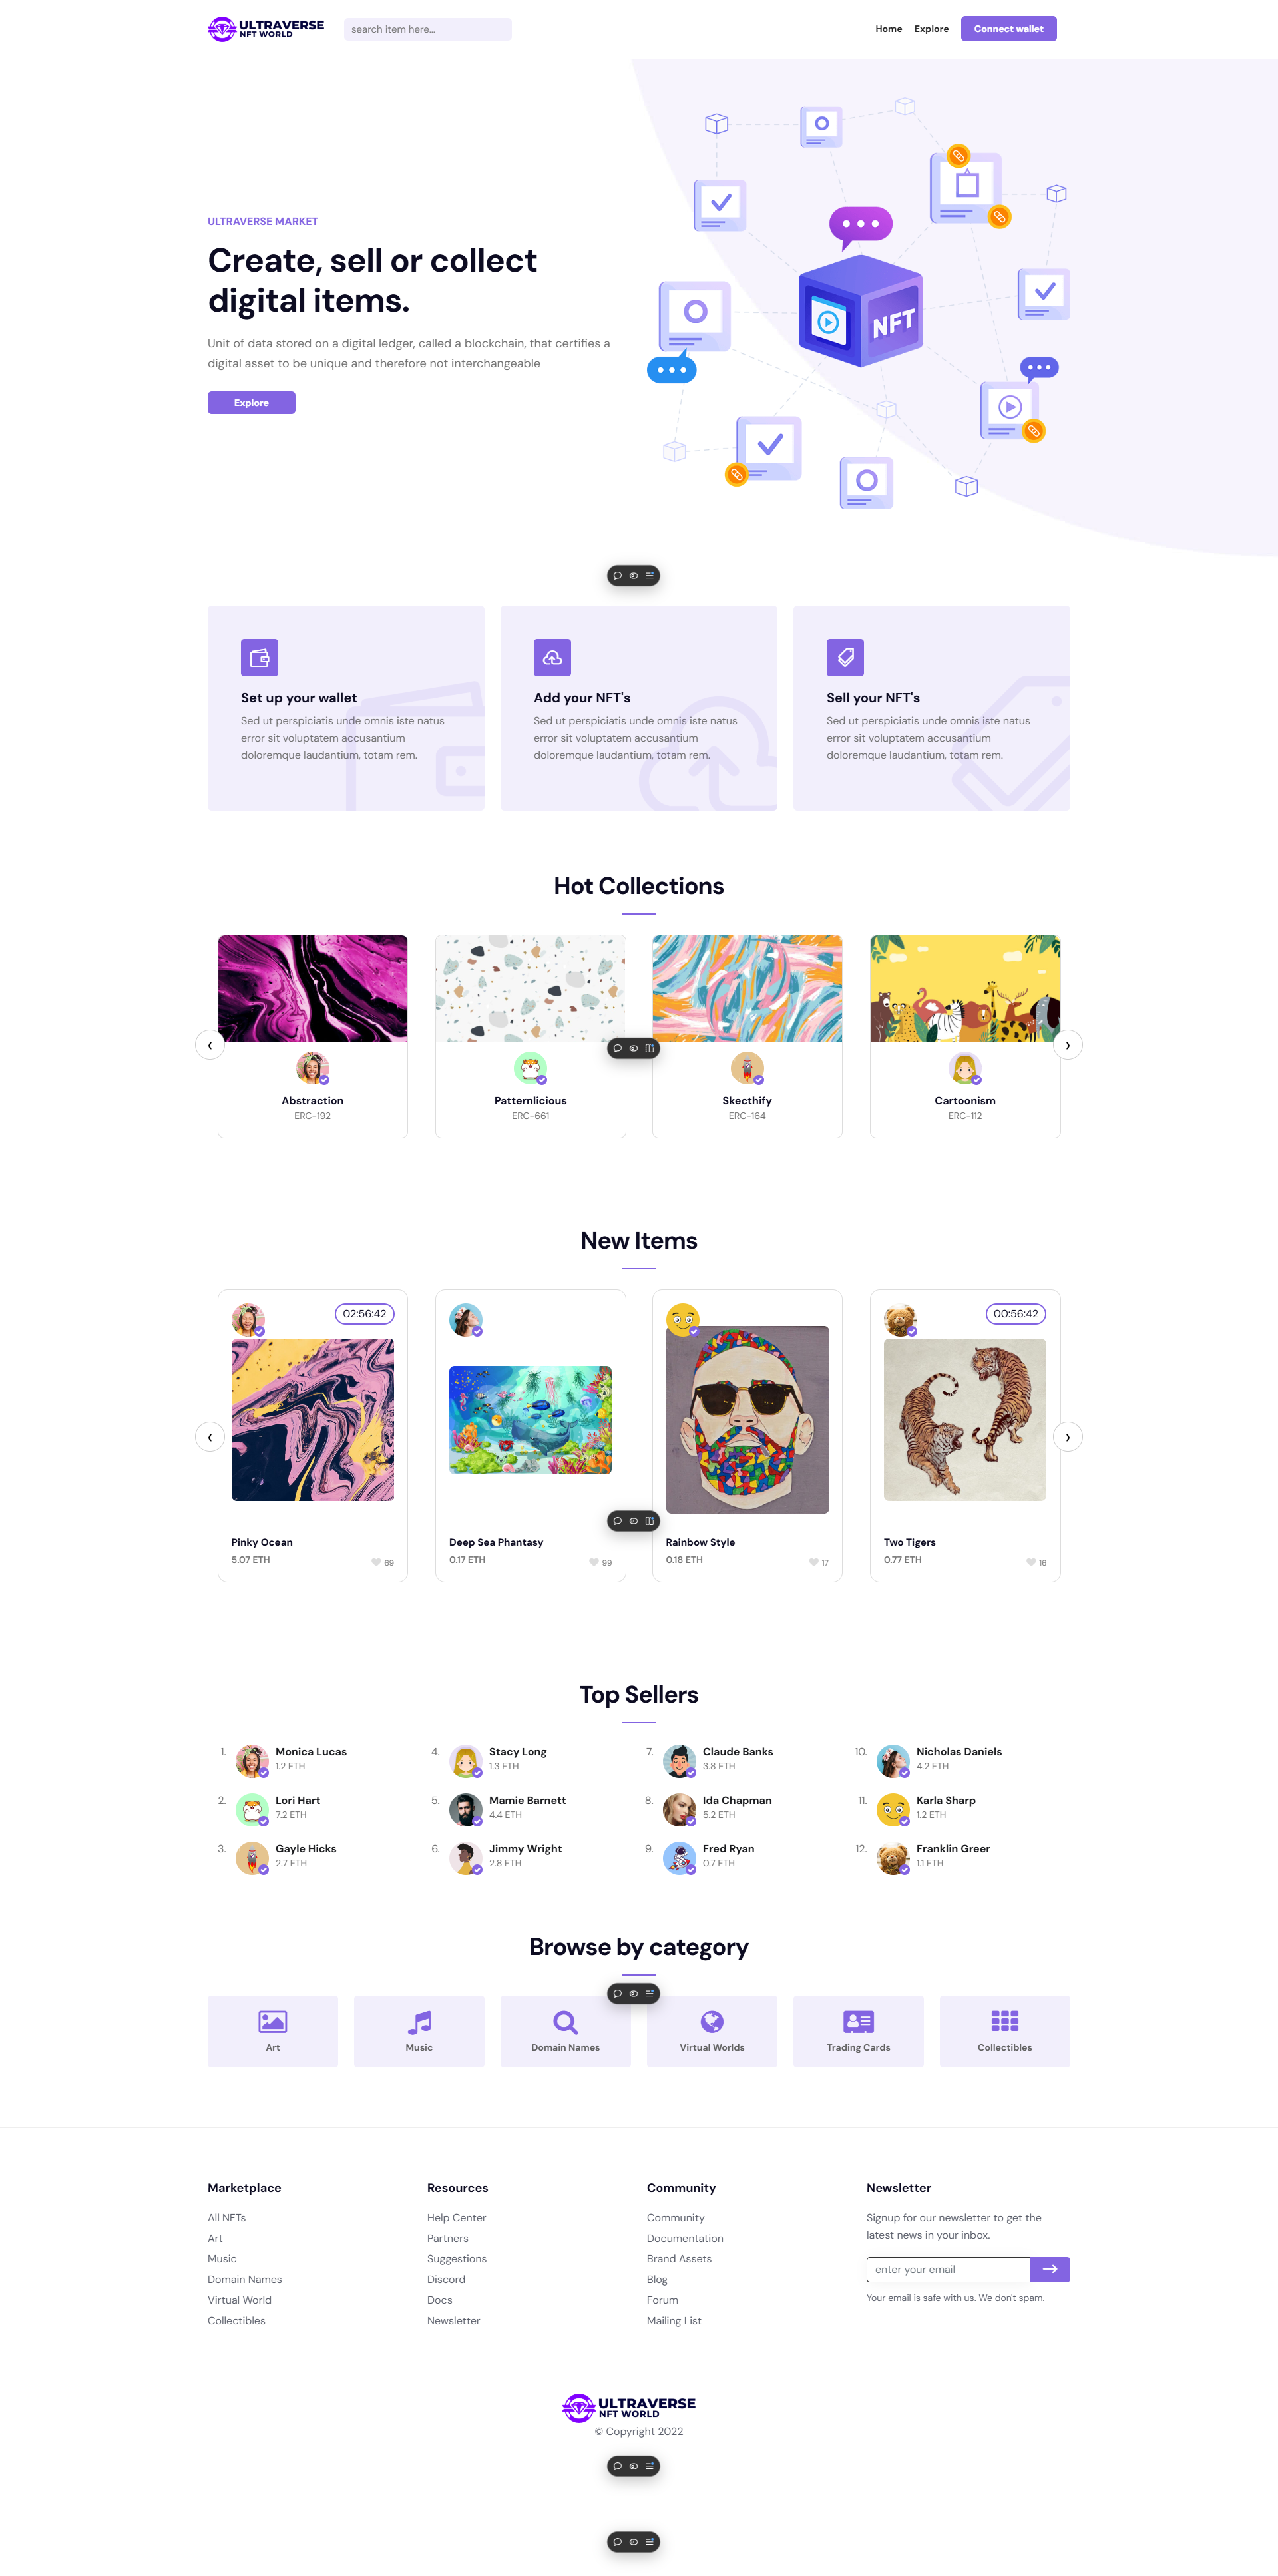 ULTRAVERSE
NFT WORLD
search item here...
Home
Explore
Connect wallet
ULTRAVERSE MARKET
Create, sell or collect
digital items.
Unit of data stored on a digital ledger, called a blockchain, that certifies a
digital asset to be unique and therefore not interchangeable
Explore
NFT
Set up your wallet
Sed ut perspiciatis unde omnis iste natus
error sit voluptatem accusantium
doloremque laudantium, totam rem.
Add your NFT's
Sed ut perspiciatis unde omnis iste natus
error sit voluptatem accusantium
doloremque laudantium, totam rem.
Sell your NFT's
Sed ut perspiciatis unde omnis iste natus
error sit voluptatem accusantium
doloremque laudantium, totam rem.
Hot Collections
Abstraction
ERC-192
Patternlicious
ERC-661
Skecthify
ERC-164
Cartoonism
ERC-112
New Items
02:56:42
Pinky Ocean
5.07 ETH
69
Deep Sea Phantasy
0.17 ETH
99
Rainbow Style
0.18 ETH
17
00:56:42
Two Tigers
0.77 ETH
16
Top Sellers
1.
Monica Lucas
1.2 ETH
2.
Lori Hart
7.2 ETH
3.
Gayle Hicks
2.7 ETH
4.
Stacy Long
1.3 ETH
5.
Mamie Barnett
4.4 ETH
6.
Jimmy Wright
2.8 ETH
7.
Claude Banks
3.8 ETH
8.
Ida Chapman
5.2 ETH
9.
Fred Ryan
0.7 ETH
10.
Nicholas Daniels
4.2 ETH
11.
Karla Sharp
1.2 ETH
12.
Franklin Greer
1.1 ETH
Browse by category
Art
Music
Domain Names
Virtual Worlds
Trading Cards
Collectibles
Marketplace
All NFTs
Art
Music
Domain Names
Virtual World
Collectibles
Resources
Help Center
Partners
Suggestions
Discord
Docs
Newsletter
Community
Community
Documentation
Brand Assets
Blog
Forum
Mailing List
Newsletter
Signup for our newsletter to get the
latest news in your inbox.
enter your email
Your email is safe with us. We don't spam.
ULTRAVERSE
NFT WORLD
© Copyright 2022